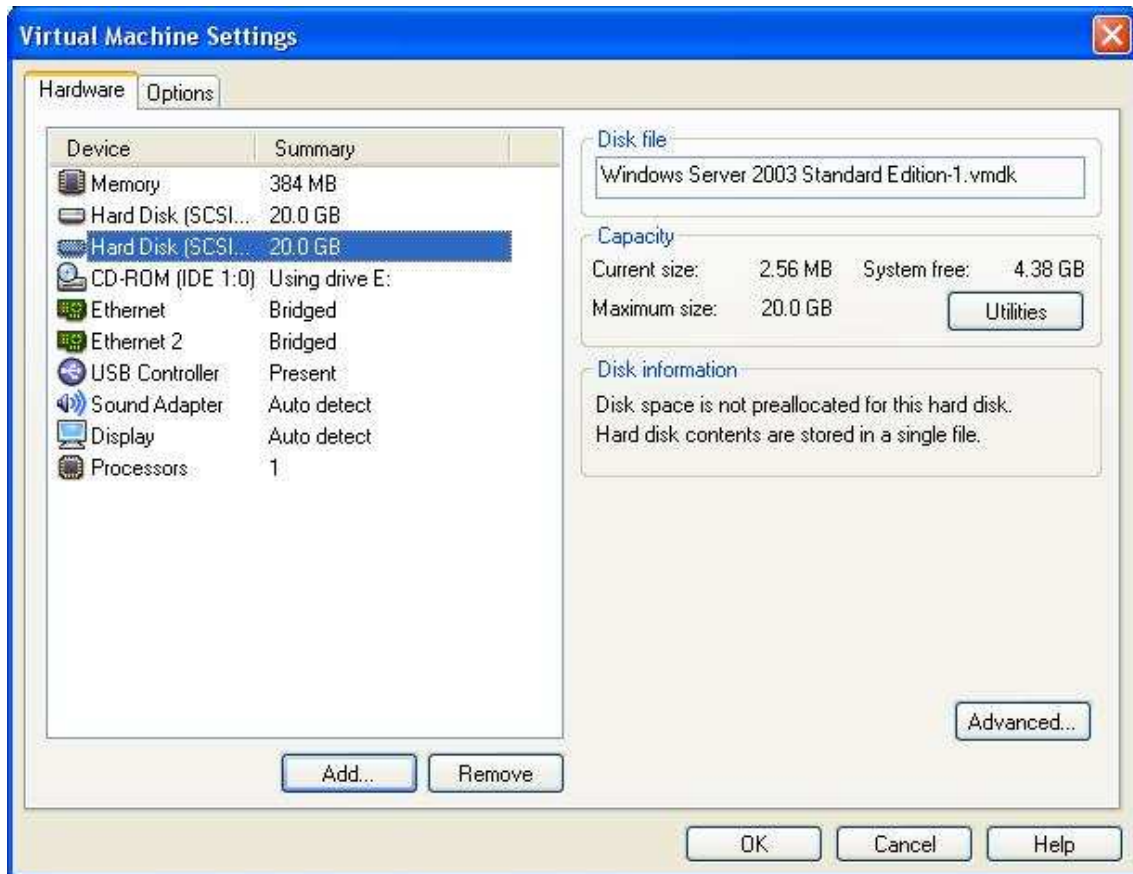 Virtual Machine Settings
Hardware Options
Device Summary
Memory 384 MB
Hard Disk (SCSI... 20.0 GB
Hard Disk (SCSI... 20.0 GB
CD-ROM (IDE 1:0) Using drive E:
Ethernet Bridged
Ethernet 2 Bridged
USB Controller Present
Sound Adapter Auto detect
Display Auto detect
Processors 1
Add... Remove
Disk file
Windows Server 2003 Standard Edition-1.vmdk
Capacity
Current size: 2.56 MB System free: 4.38 GB
Maximum size: 20.0 GB Utilities
Disk information
Disk space is not preallocated for this hard disk.
Hard disk contents are stored in a single file.
Advanced...
OK Cancel Help